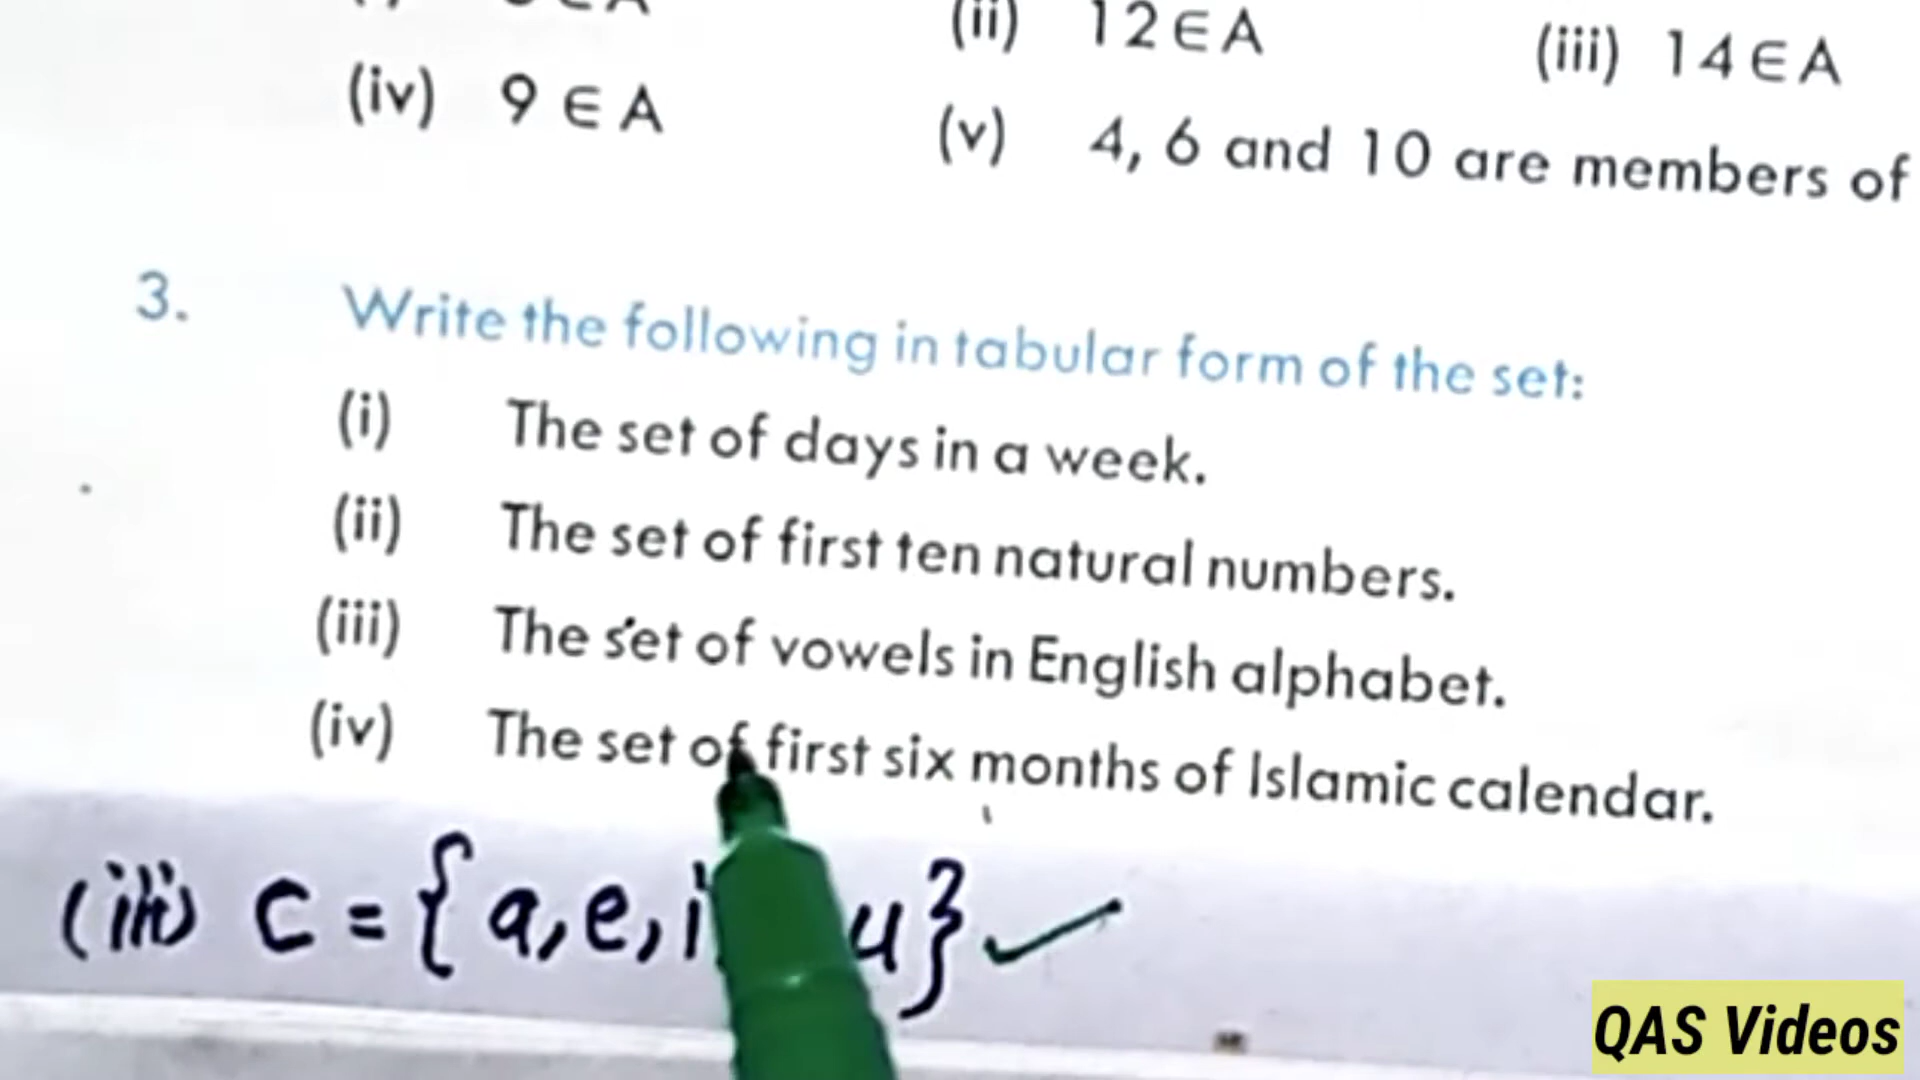 (ii) 12 ∈ A (iii) 14 ∈ A
(iv) 9 ∈ A (v) 4, 6 and 10 are members of
3. Write the following in tabular form of the set:
(i) The set of days in a week.
(ii) The set of first ten natural numbers.
(iii) The set of vowels in English alphabet.
(iv) The set of first six months of Islamic calendar.
(iii) C = { a, e, i u }
QAS Videos